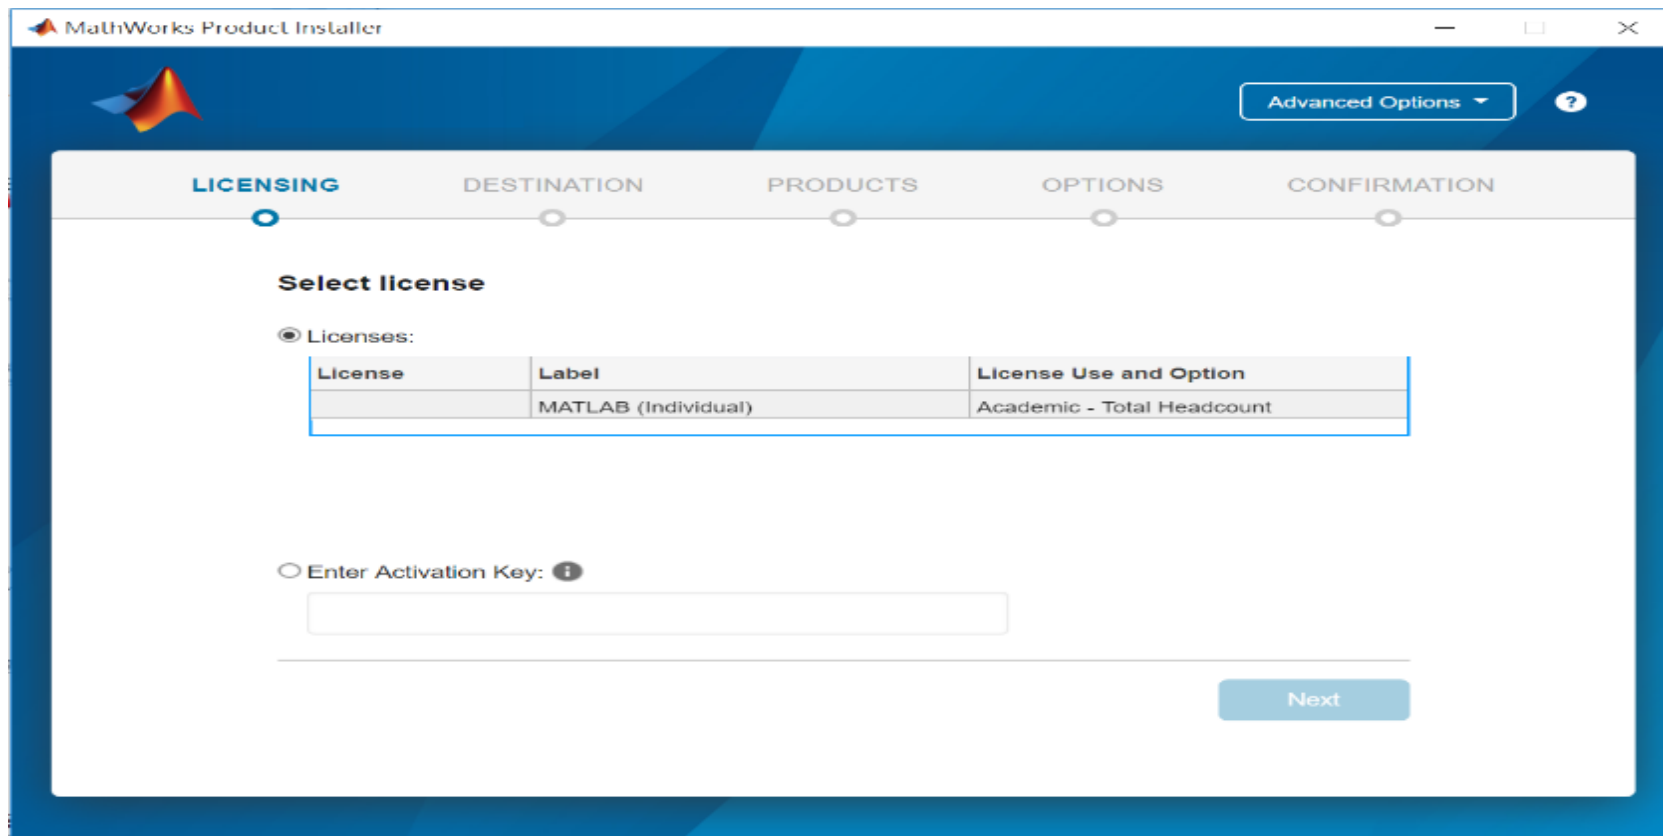 MathWorks Product Installer
Advanced Options
?
LICENSING DESTINATION PRODUCTS OPTIONS CONFIRMATION
Select license
Licenses:
License Label License Use and Option
MATLAB (Individual) Academic - Total Headcount
Enter Activation Key: i
Next